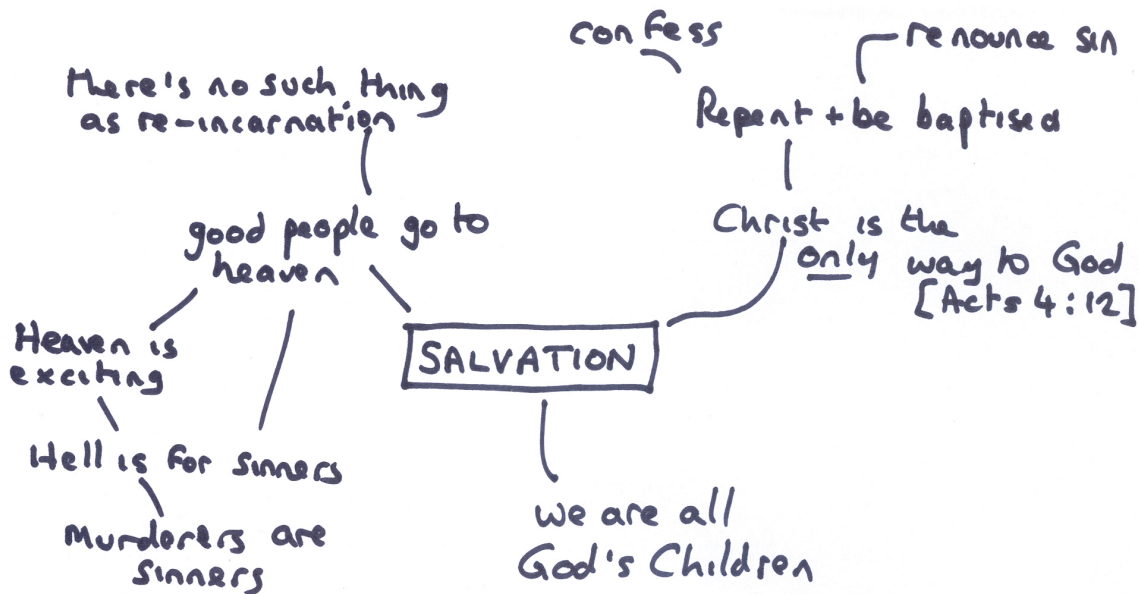 confess
renounce sin
there's no such thing
as re-incarnation
Repent + be baptised
good people go to
heaven
Christ is the
only way to God
[Acts 4:12]
Heaven is
exciting
SALVATION
Hell is for sinners
Murderers are
sinners
we are all
God's Children